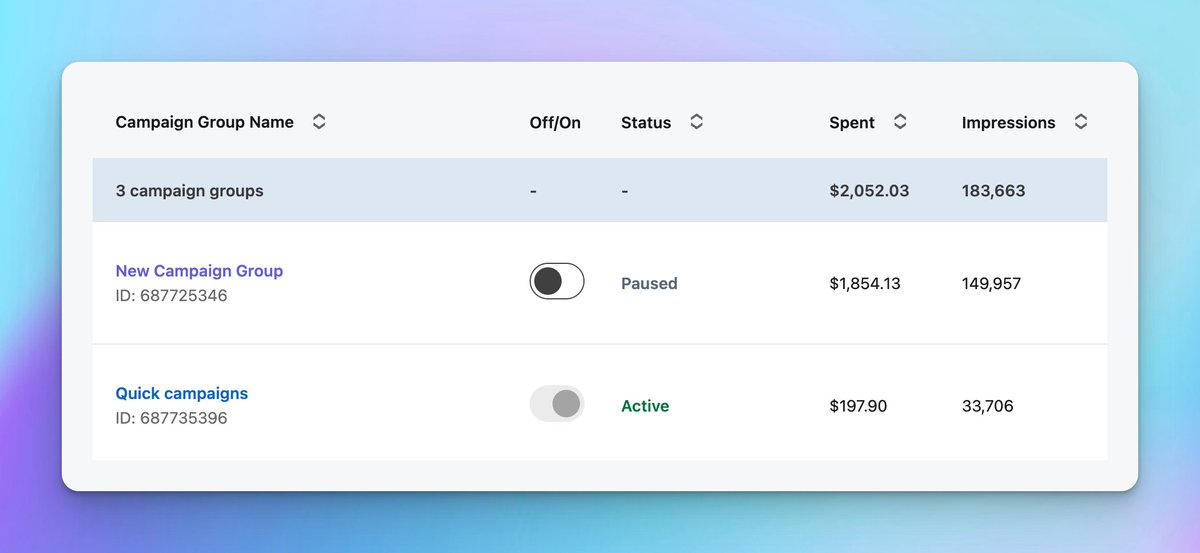 Campaign Group Name Off/On Status Spent Impressions
3 campaign groups - - $2,052.03 183,663
New Campaign Group
ID: 687725346
Paused $1,854.13 149,957
Quick campaigns
ID: 687735396
Active $197.90 33,706